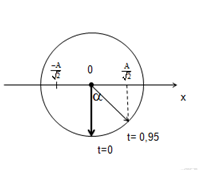 -A/√2 0 A/√2
α x
t= 0,95
t=0